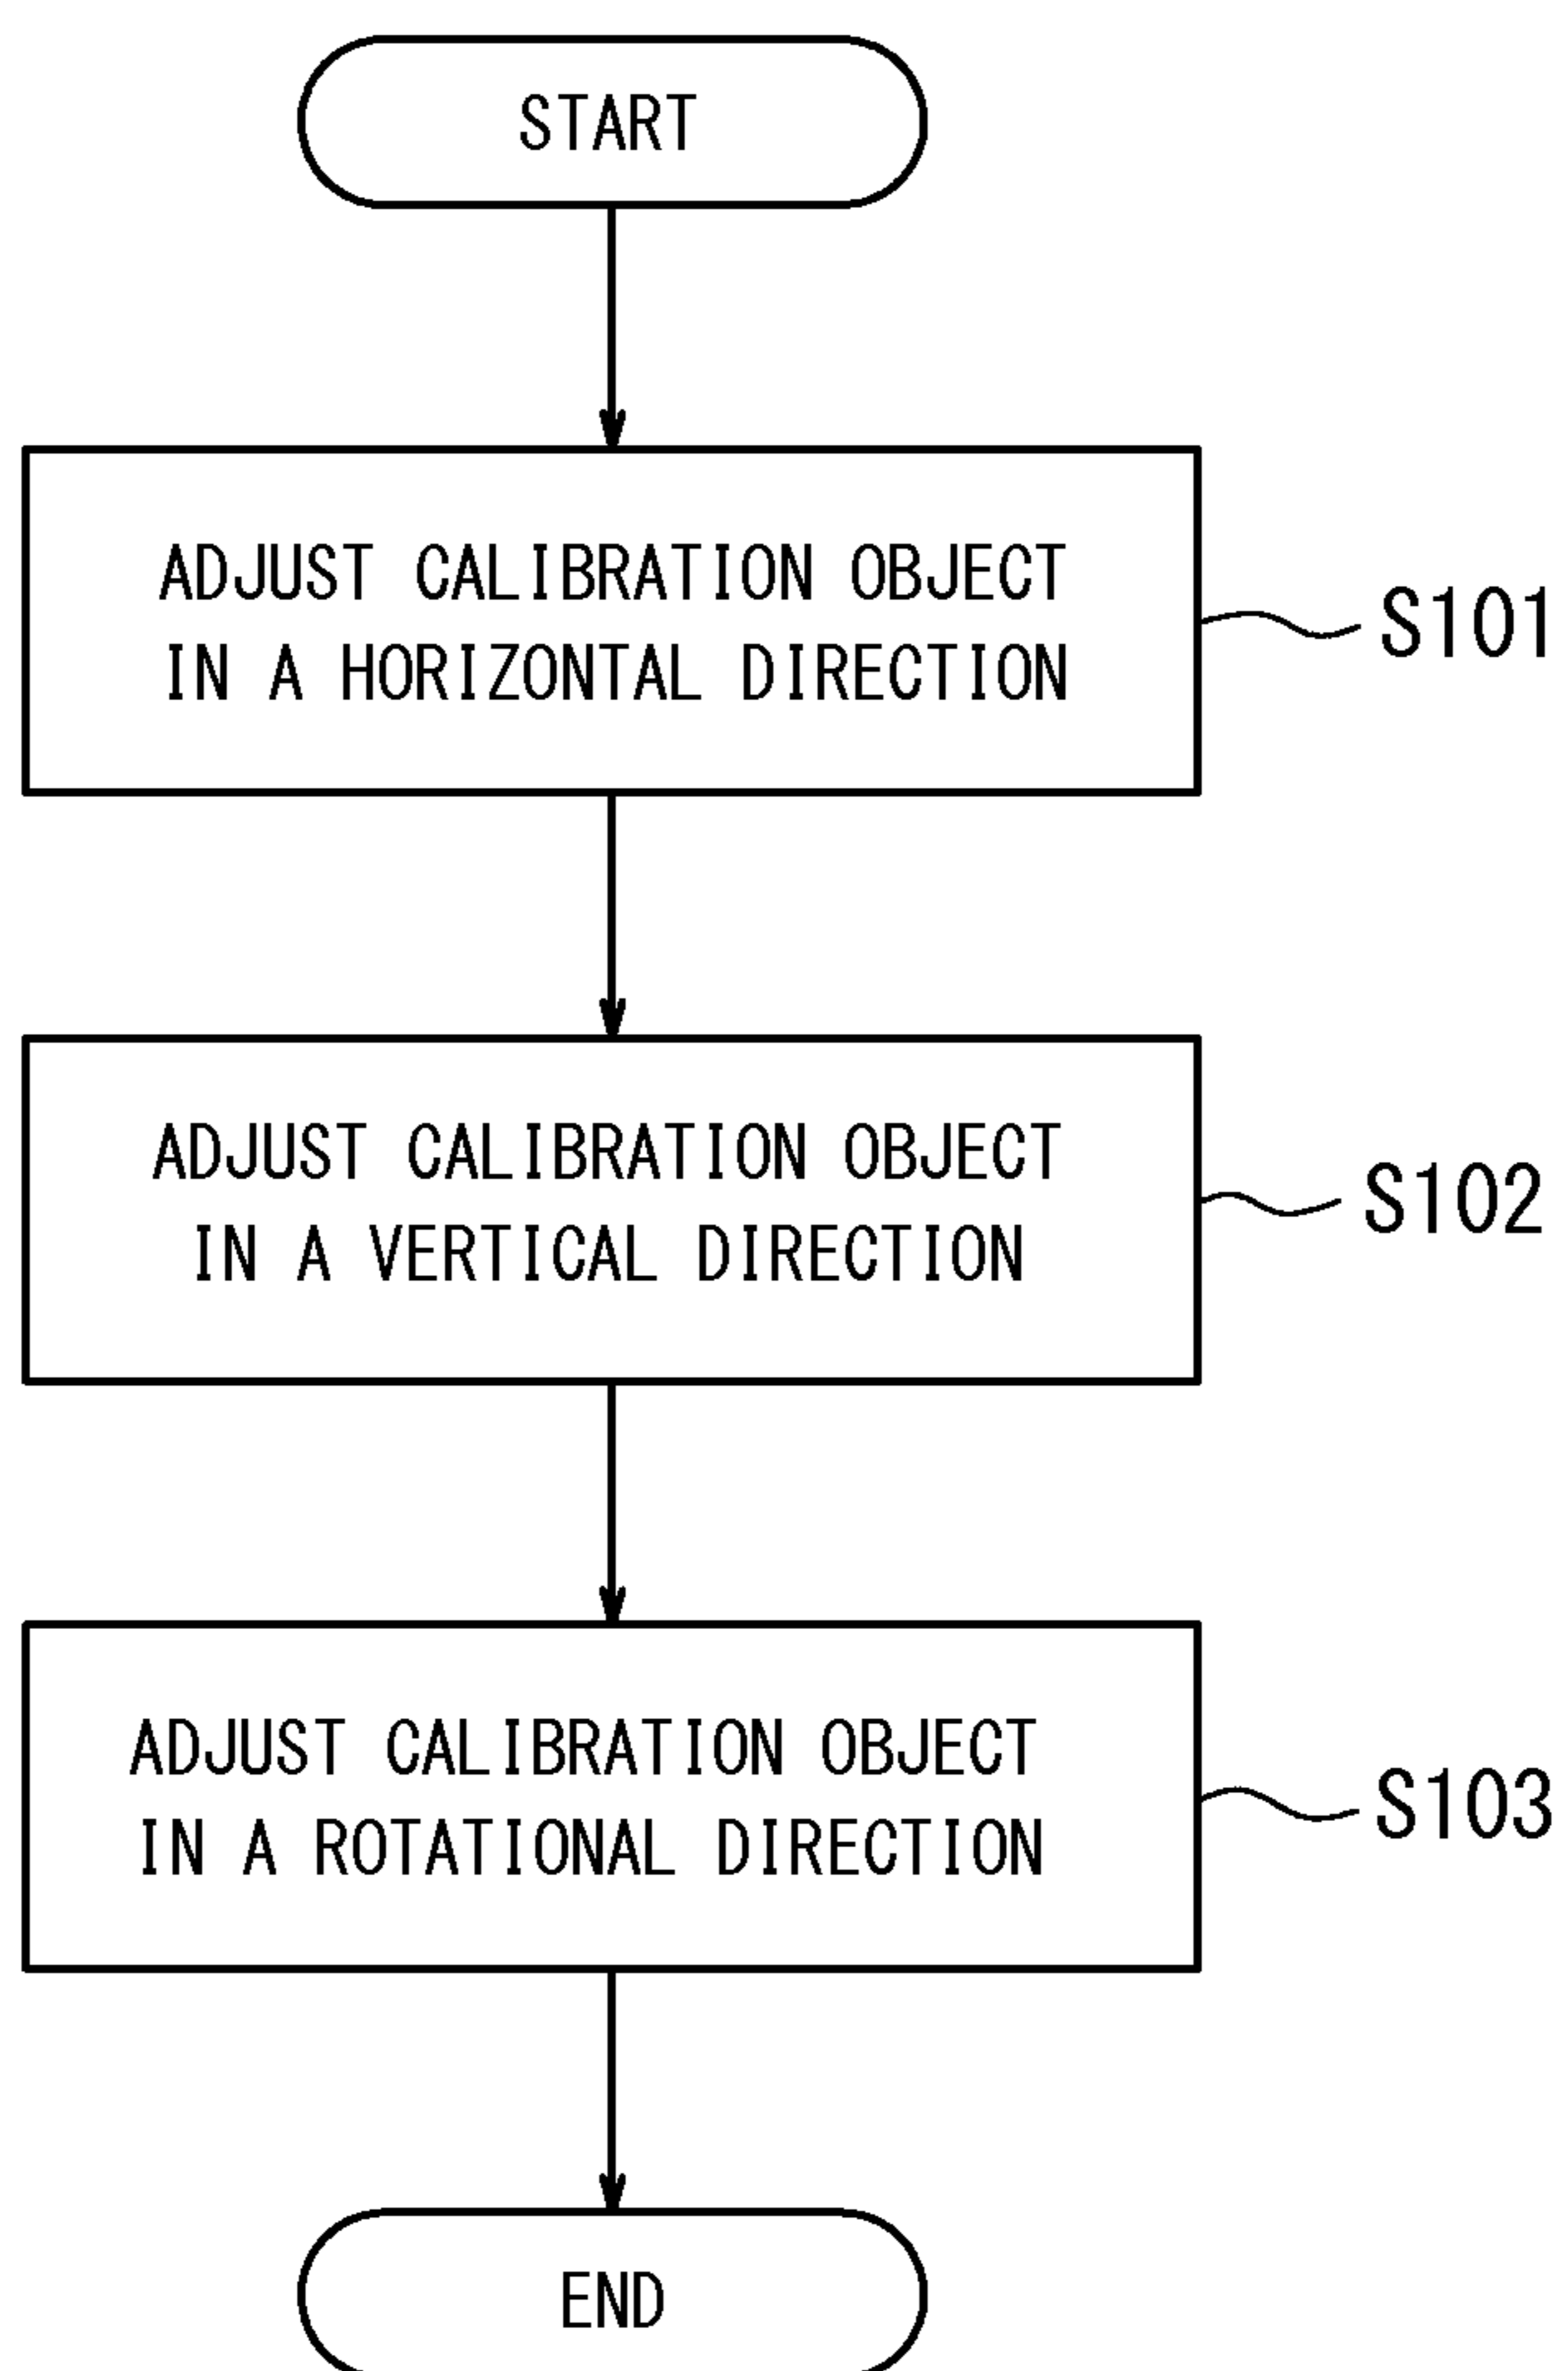 START
ADJUST CALIBRATION OBJECT
IN A HORIZONTAL DIRECTION
S101
ADJUST CALIBRATION OBJECT
IN A VERTICAL DIRECTION
S102
ADJUST CALIBRATION OBJECT
IN A ROTATIONAL DIRECTION
S103
END